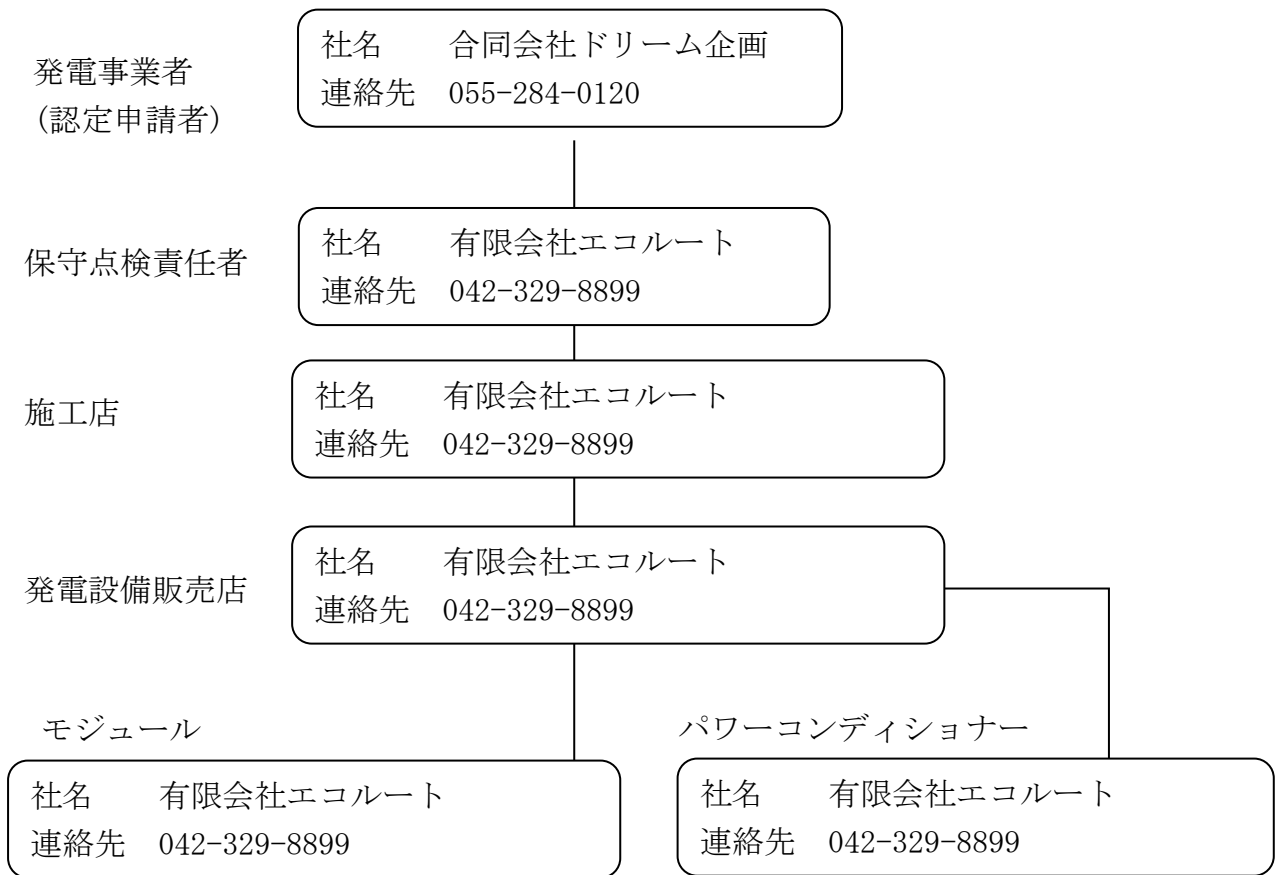 発電事業者
(認定申請者)
社名　　合同会社ドリーム企画
連絡先　055-284-0120
保守点検責任者
社名　　有限会社エコルート
連絡先　042-329-8899
施工店
社名　　有限会社エコルート
連絡先　042-329-8899
発電設備販売店
社名　　有限会社エコルート
連絡先　042-329-8899
モジュール
社名　　有限会社エコルート
連絡先　042-329-8899
パワーコンディショナー
社名　　有限会社エコルート
連絡先　042-329-8899